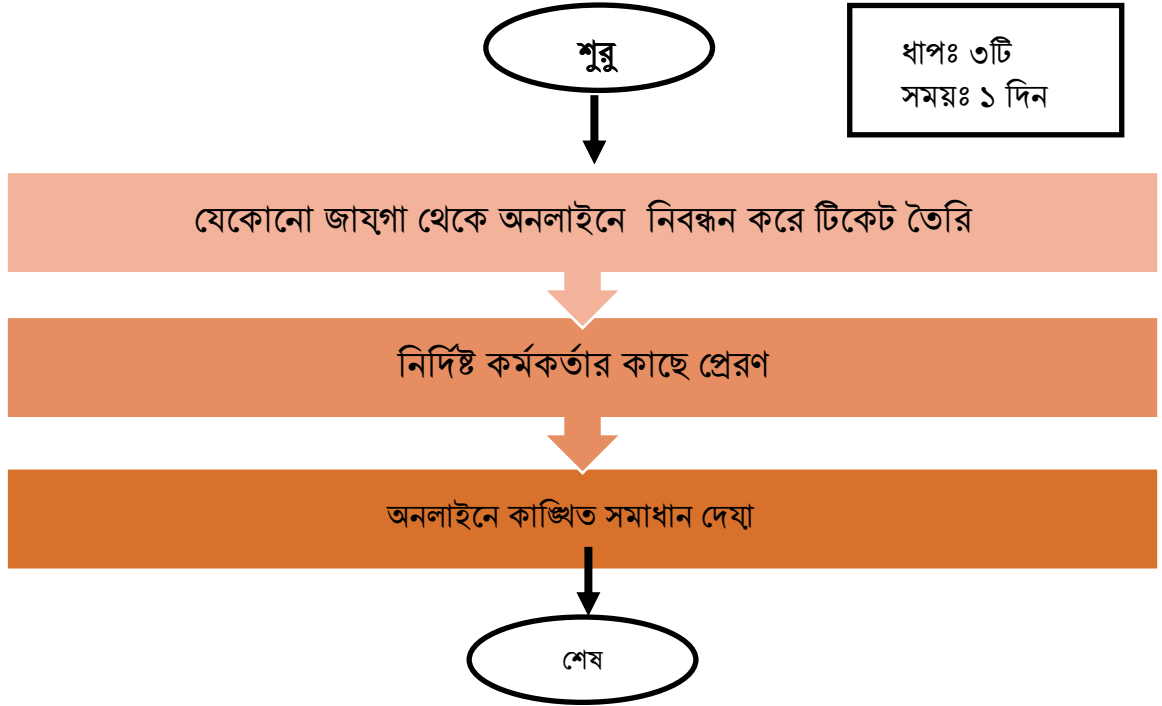 শুরু
ধাপঃ ৩টি
সময়ঃ ১ দিন
যেকোনো জায়গা থেকে অনলাইনে নিবন্ধন করে টিকেট তৈরি
নির্দিষ্ট কর্মকর্তার কাছে প্রেরণ
অনলাইনে কাঙ্খিত সমাধান দেয়া
শেষ